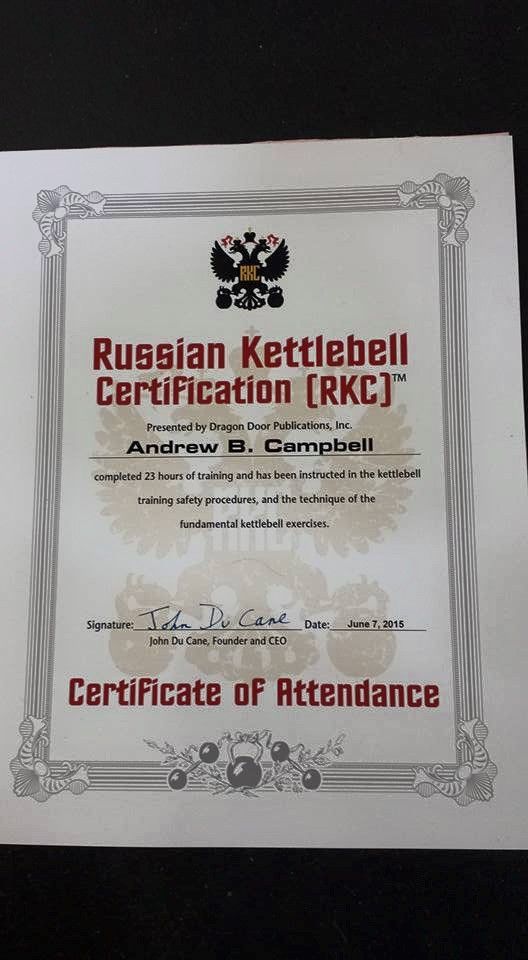 RKC
Russian Kettlebell
Certification (RKC)™
Presented by Dragon Door Publications, Inc.
Andrew B. Campbell
completed 23 hours of training and has been instructed in the kettlebell
training safety procedures, and the technique of the
fundamental kettlebell exercises.
RKC
Signature: John Du Cane Date: June 7, 2015
John Du Cane, Founder and CEO
Certificate of Attendance